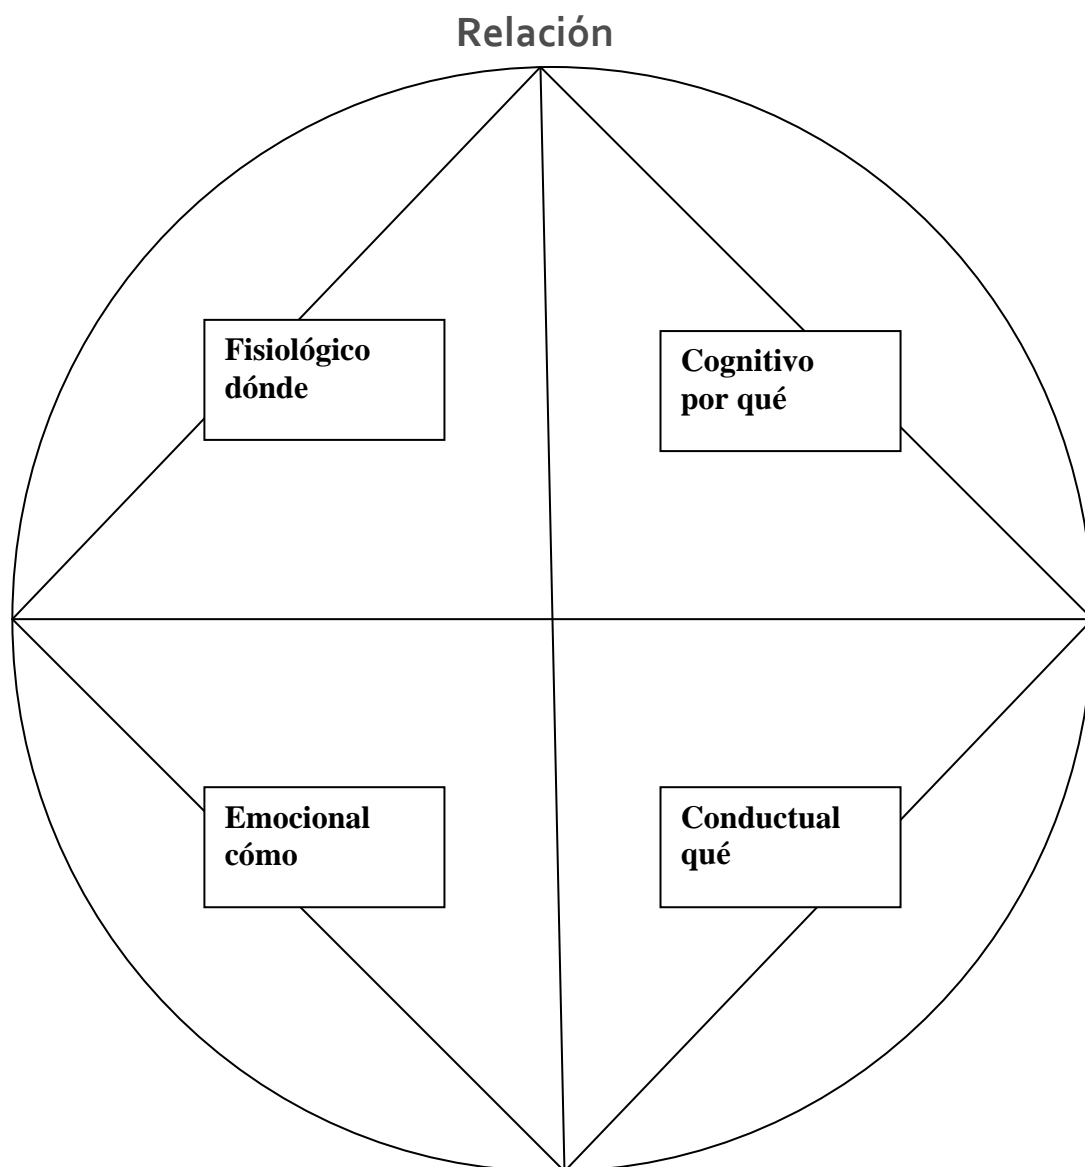 Relación
Fisiológico
dónde
Cognitivo
por qué
Emocional
cómo
Conductual
qué